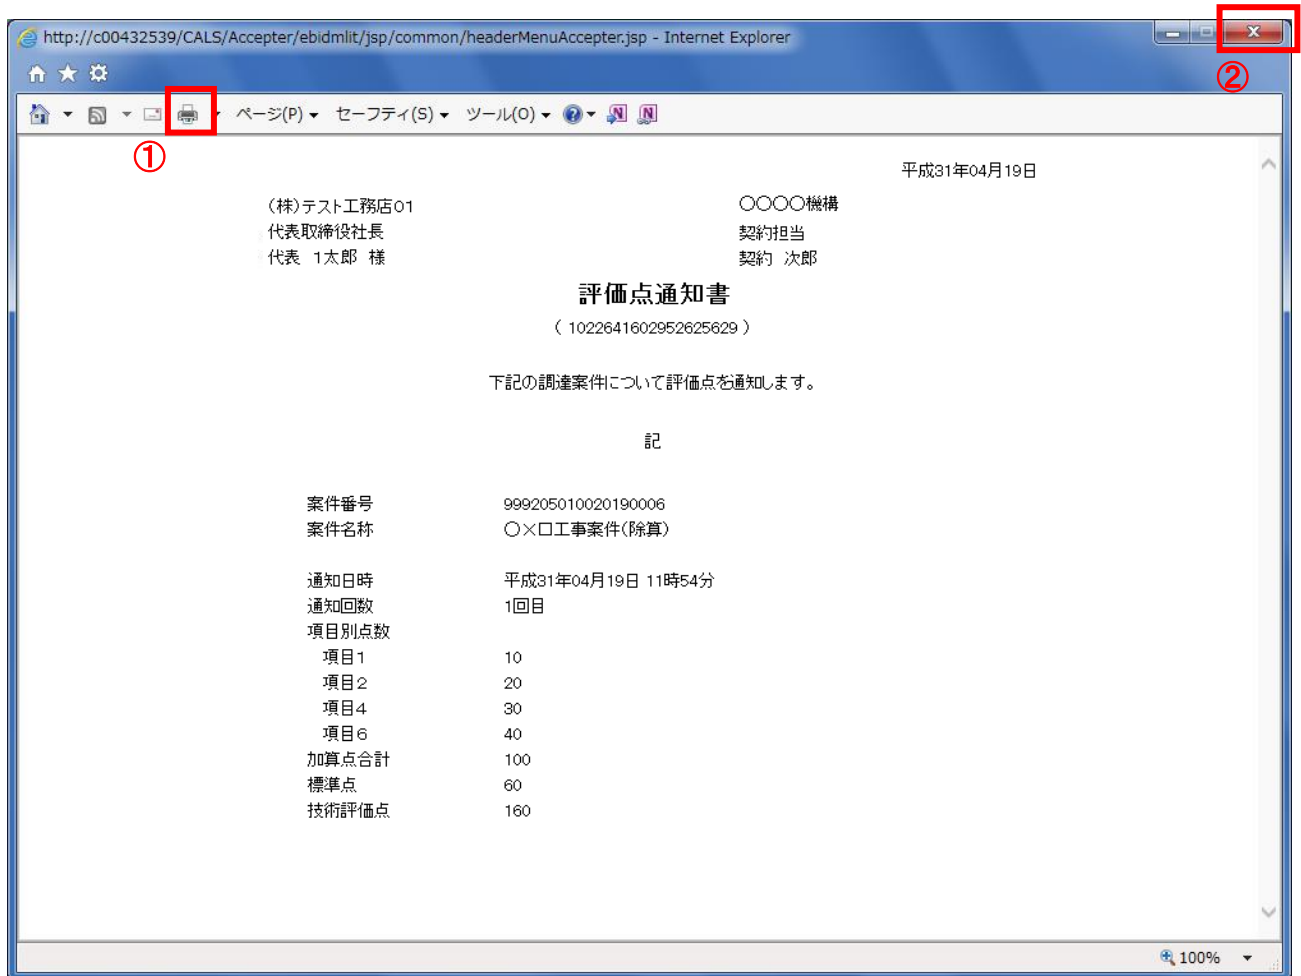 http://c00432539/CALS/Accepter/ebidmlit/jsp/common/headerMenuAccepter.jsp - Internet Explorer
X
②
ページ(P) セーフティ(S) ツール(O)
①
平成31年04月19日
(株)テスト工務店01
〇〇〇〇機構
代表取締役社長
契約担当
代表 1太郎 様
契約 次郎
評価点通知書
( 1022641602952625629 )
下記の調達案件について評価点を通知します。
記
案件番号 999205010020190006
案件名称 〇×口工事案件(除算)
通知日時 平成31年04月19日 11時54分
通知回数 1回目
項目別点数
項目1 10
項目2 20
項目4 30
項目6 40
加算点合計 100
標準点 60
技術評価点 160
100%